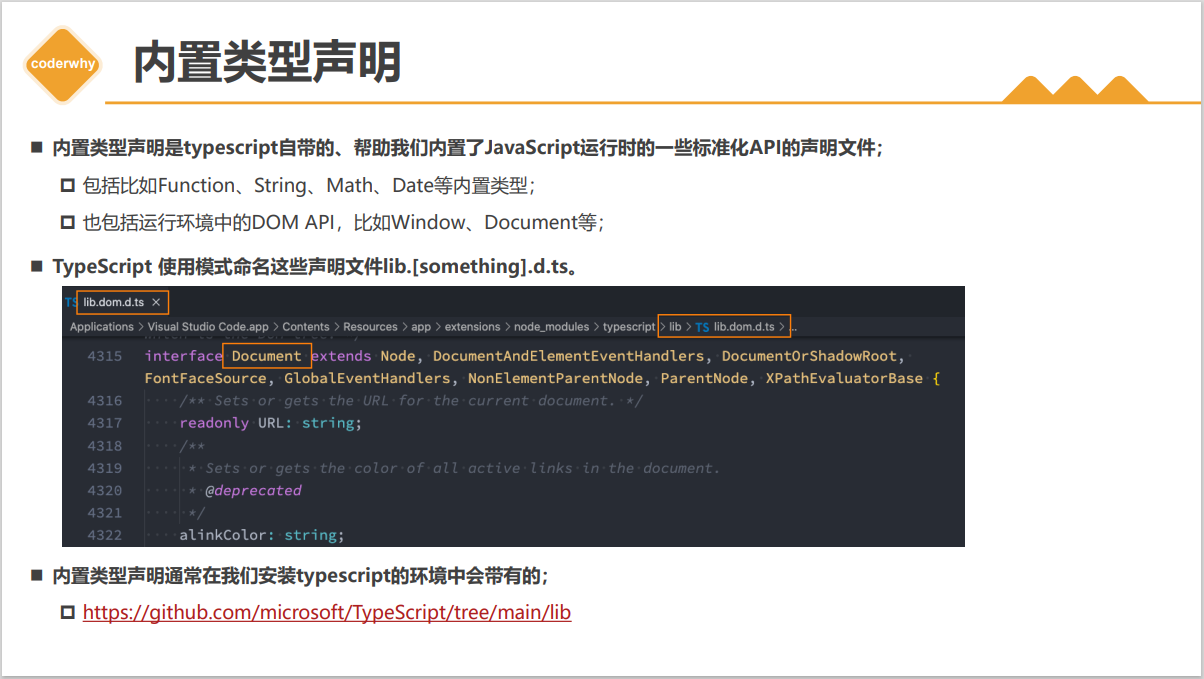 coderwhy
内置类型声明
内置类型声明是typescript自带的、帮助我们内置了JavaScript运行时的一些标准化API的声明文件；
包括比如Function、String、Math、Date等内置类型；
也包括运行环境中的DOM API，比如Window、Document等；
TypeScript 使用模式命名这些声明文件lib.[something].d.ts。
TS lib.dom.d.ts ×
Applications > Visual Studio Code.app > Contents > Resources > app > extensions > node_modules > typescript > lib > TS lib.dom.d.ts > ...
4315 interface Document extends Node, DocumentAndElementEventHandlers, DocumentOrShadowRoot,
FontFaceSource, GlobalEventHandlers, NonElementParentNode, ParentNode, XPathEvaluatorBase {
4316 /** Sets or gets the URL for the current document. */
4317 readonly URL: string;
4318 /**
4319 * Sets or gets the color of all active links in the document.
4320 * @deprecated
4321 */
4322 alinkColor: string;
内置类型声明通常在我们安装typescript的环境中会带有的；
https://github.com/microsoft/TypeScript/tree/main/lib